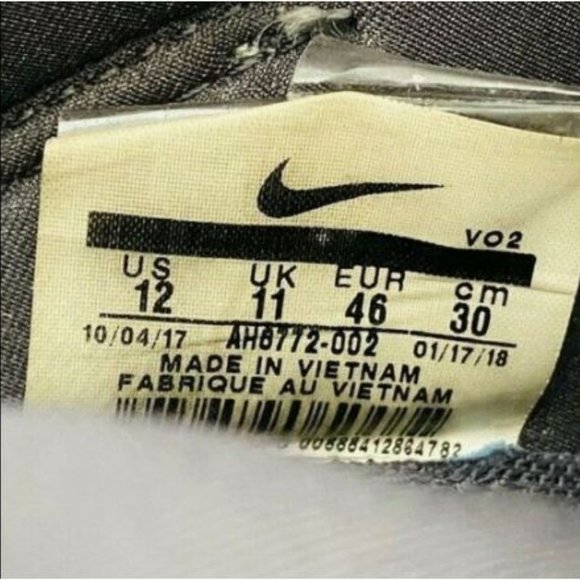 VO2
US UK EUR cm
12 11 46 30
10/04/17 AH6772-002 01/17/18
MADE IN VIETNAM
FABRIQUE AU VIETNAM
00888412864782